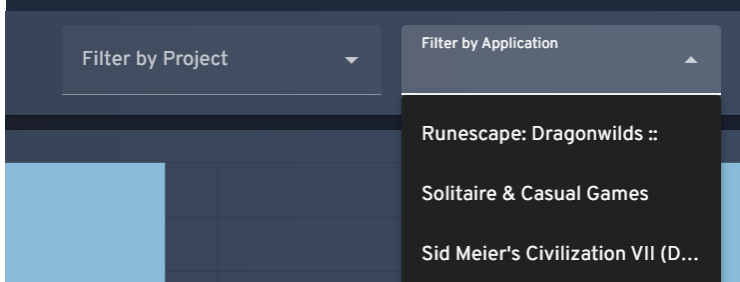 Filter by Project
Filter by Application
Runescape: Dragonwilds ::
Solitaire & Casual Games
Sid Meier's Civilization VII (D...